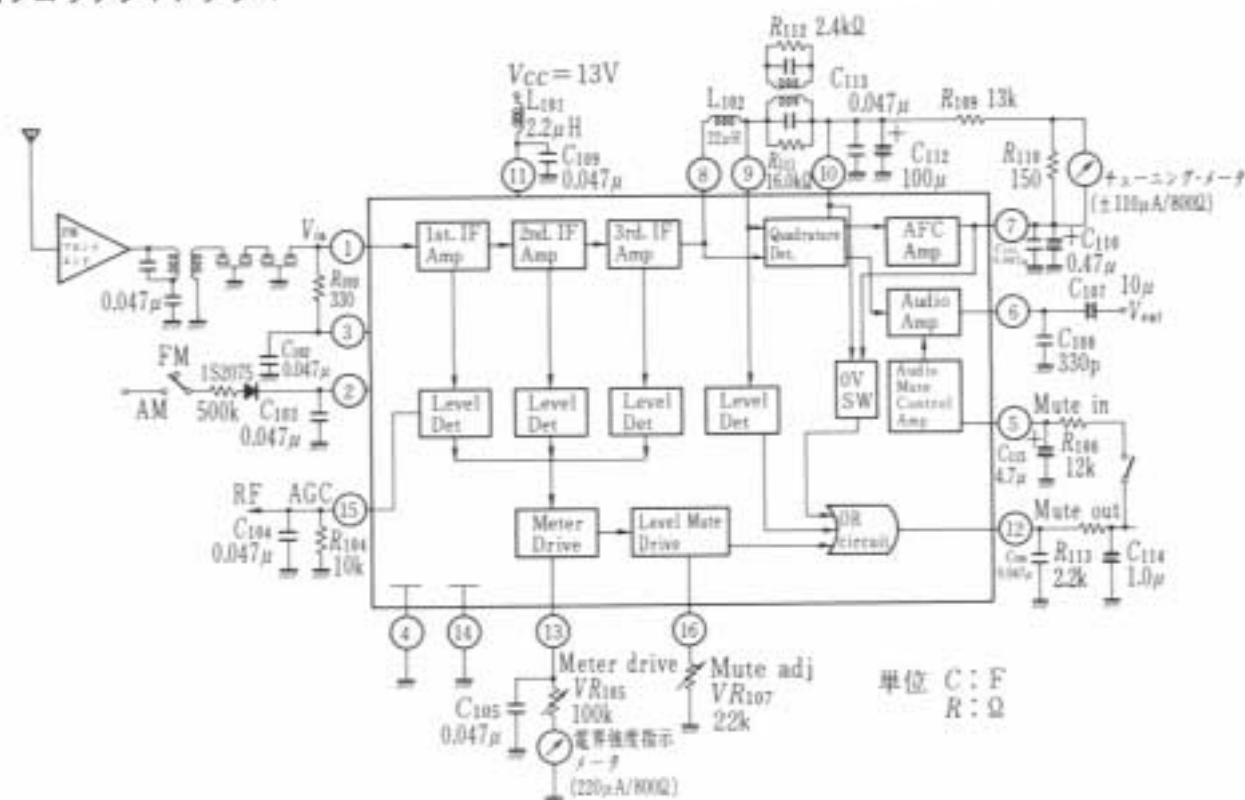 R112 2.4kΩ
VCC=13V
L101
2.2μH
C109
0.047μ
L102
22μH
C113
0.047μ
R109 13k
R111
16.0kΩ
C112
100μ
R110
150
チューニング・メータ
(±110μA/800Ω)
11
8
9
10
7
C110
0.47μ
Vin
1
1st. IF
Amp
2nd. IF
Amp
3rd. IF
Amp
Quadrature
Det.
AFC
Amp
0.047μ
R
330
3
Audio
Amp
6
C107
10μ
Vout
C108
330p
FM
AM
1S2075
500k
C102
0.047μ
C103
0.047μ
2
Level
Det
Level
Det
Level
Det
Level
Det
0V
SW
Audio
Mute
Control
Amp
5
Mute in
R106
12k
4.7μ
RF
AGC
15
C104
0.047μ
R104
10k
Meter
Drive
Level Mute
Drive
OR
circuit
12
Mute out
0.047μ
R113
2.2k
C114
1.0μ
4
14
13
16
Meter drive
VR105
100k
C105
0.047μ
Mute adj
VR107
22k
電界強度指示
メータ
(220μA/800Ω)
単位 C:F
R:Ω